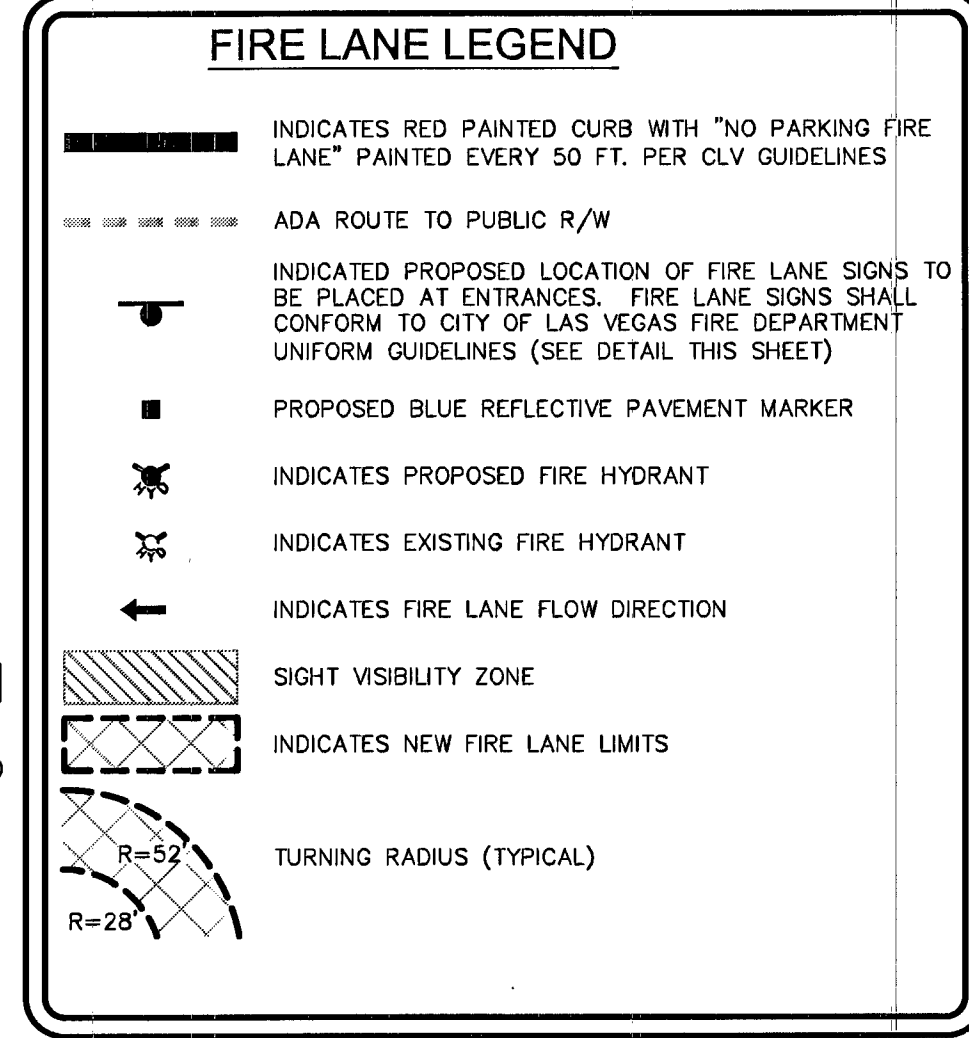 FIRE LANE LEGEND
INDICATES RED PAINTED CURB WITH "NO PARKING FIRE
LANE" PAINTED EVERY 50 FT. PER CLV GUIDELINES
ADA ROUTE TO PUBLIC R/W
INDICATED PROPOSED LOCATION OF FIRE LANE SIGNS TO
BE PLACED AT ENTRANCES. FIRE LANE SIGNS SHALL
CONFORM TO CITY OF LAS VEGAS FIRE DEPARTMENT
UNIFORM GUIDELINES (SEE DETAIL THIS SHEET)
PROPOSED BLUE REFLECTIVE PAVEMENT MARKER
HYD
INDICATES PROPOSED FIRE HYDRANT
HYD
INDICATES EXISTING FIRE HYDRANT
INDICATES FIRE LANE FLOW DIRECTION
SIGHT VISIBILITY ZONE
INDICATES NEW FIRE LANE LIMITS
R=52'
TURNING RADIUS (TYPICAL)
R=28'